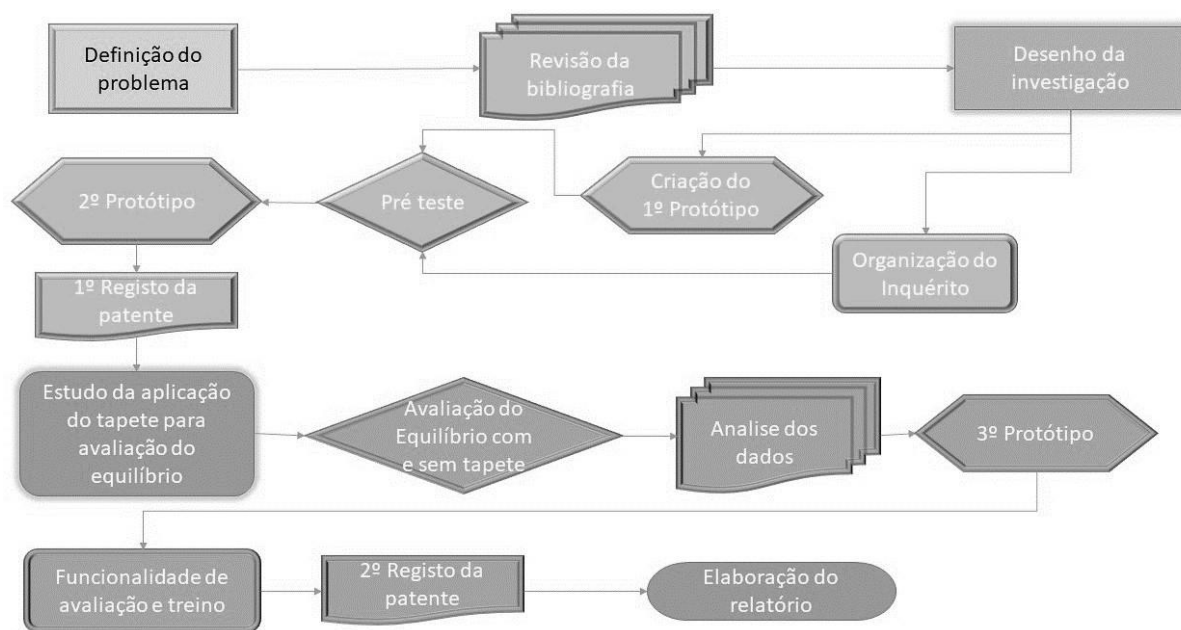 Definição do
problema
Revisão da
bibliografia
Desenho da
investigação
2º Protótipo
Pré teste
Criação do
1º Protótipo
Organização do
Inquérito
1º Registo da
patente
Estudo da aplicação
do tapete para
avaliação do
equilíbrio
Avaliação do
Equilíbrio com
e sem tapete
Analise dos
dados
3º Protótipo
Funcionalidade de
avaliação e treino
2º Registo da
patente
Elaboração do
relatório